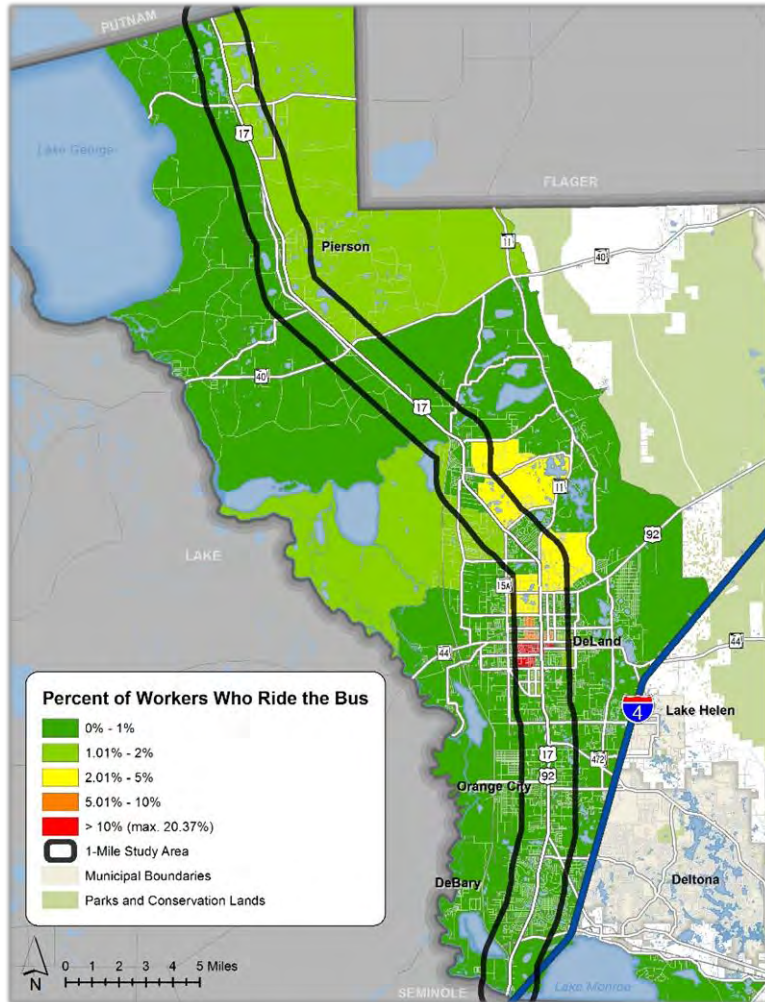 PUTNAM
Lake George
17
FLAGER
Pierson
11
40
40
17
11
92
LAKE
15A
DeLand
44
44
4
Lake Helen
17
472
92
Orange City
DeBary
Deltona
Percent of Workers Who Ride the Bus
0% - 1%
1.01% - 2%
2.01% - 5%
5.01% - 10%
> 10% (max. 20.37%)
1-Mile Study Area
Municipal Boundaries
Parks and Conservation Lands
N
0 1 2 3 4 5 Miles
SEMINOLE
Lake Monroe